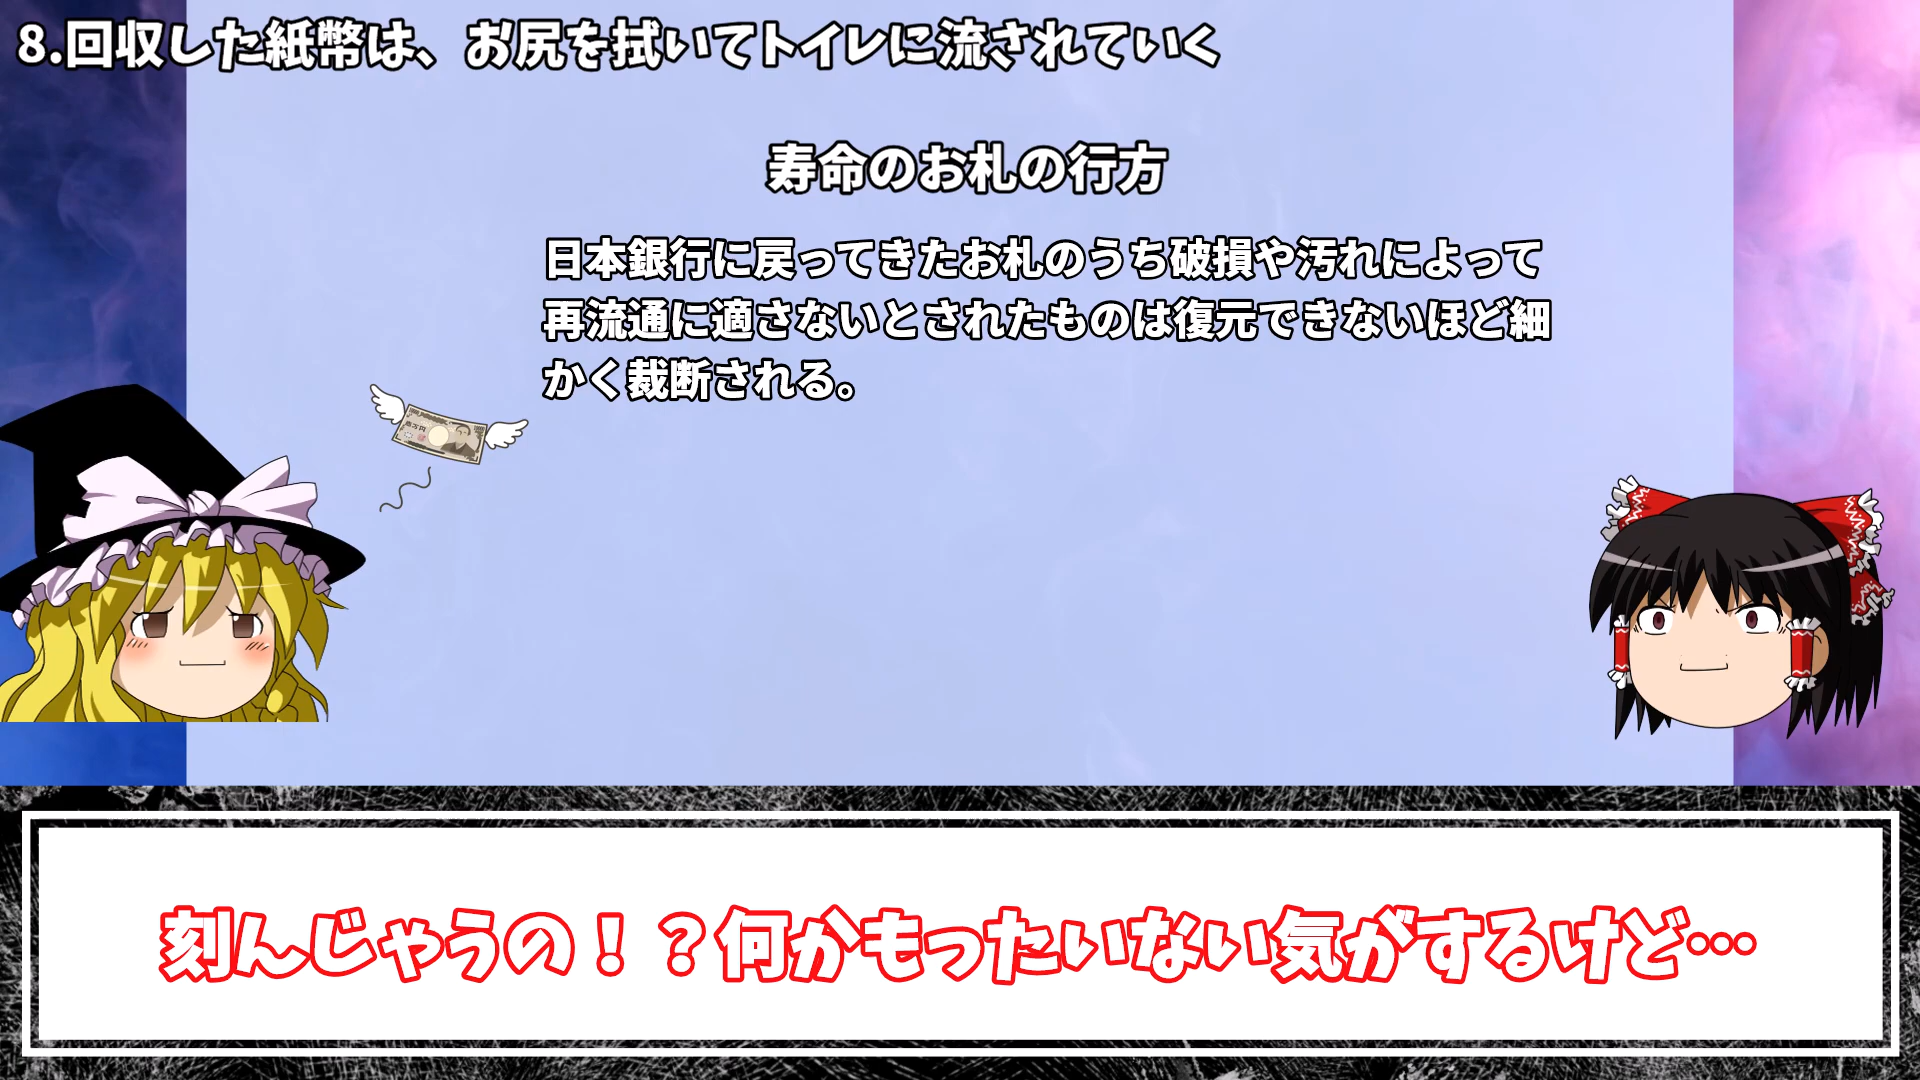 8.回収した紙幣は、お尻を拭いてトイレに流されていく
寿命のお札の行方
日本銀行に戻ってきたお札のうち破損や汚れによって
再流通に適さないとされたものは復元できないほど細
かく裁断される。
壱万円
刻んじゃうの！？何かもったいない気がするけど…